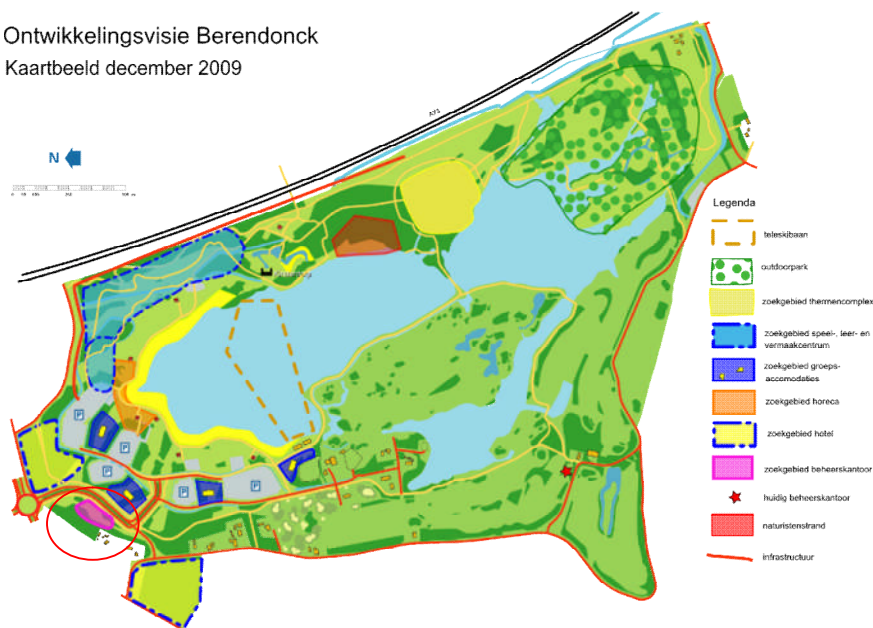 Ontwikkelingsvisie Berendonck
Kaartbeeld december 2009
A73
N
P
P
P
P
P
Legenda
teleskibaan
outdoorpark
zoekgebied thermencomplex
zoekgebied speel-, leer- en
vermaakcentrum
zoekgebied groeps-
accomodaties
zoekgebied horeca
zoekgebied hotel
zoekgebied beheerskantoor
huidig beheerskantoor
naturistenstrand
infrastructuur